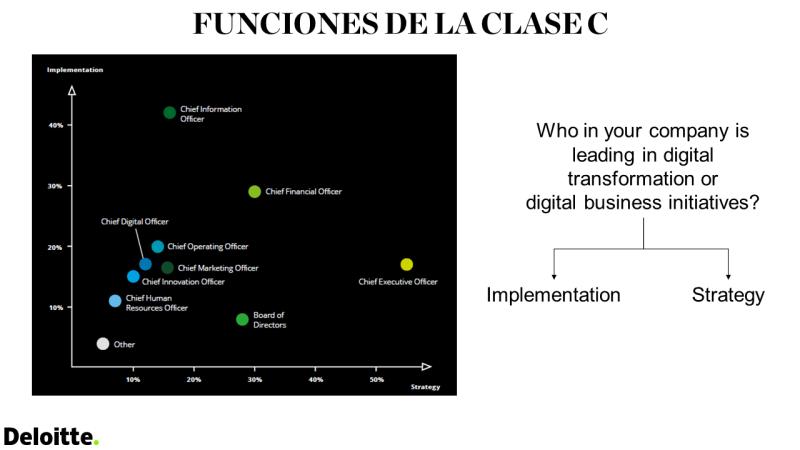 FUNCIONES DE LA CLASE C
Implementation
40%
30%
20%
10%
Chief Information
Officer
Chief Financial Officer
Chief Digital Officer
Chief Operating Officer
Chief Marketing Officer
Chief Innovation Officer
Chief Executive Officer
Chief Human
Resources Officer
Board of
Directors
Other
10%
20%
30%
40%
50%
Strategy
Who in your company is
leading in digital
transformation or
digital business initiatives?
Implementation
Strategy
Deloitte.